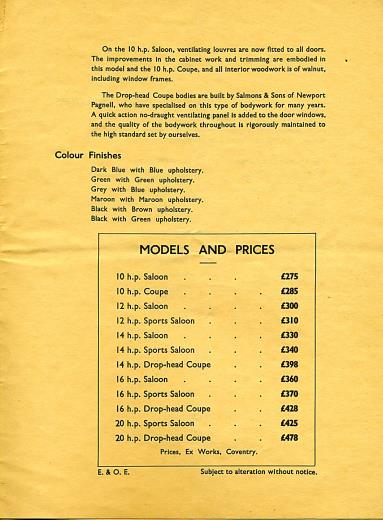 On the 10 h.p. Saloon, ventilating louvres are now fitted to all doors.
The improvements in the cabinet work and trimming are embodied in
this model and the 10 h.p. Coupe, and all interior woodwork is of walnut,
including window frames.
The Drop-head Coupe bodies are built by Salmons & Sons of Newport
Pagnell, who have specialised on this type of bodywork for many years.
A quick action no-draught ventilating panel is added to the door windows,
and the quality of the bodywork throughout is rigorously maintained to
the high standard set by ourselves.
Colour Finishes
Dark Blue with Blue upholstery.
Green with Green upholstery.
Grey with Blue upholstery.
Maroon with Maroon upholstery.
Black with Brown upholstery.
Black with Green upholstery.
MODELS AND PRICES
10 h.p. Saloon . . . £275
10 h.p. Coupe . . . . £285
12 h.p. Saloon . . . . £300
12 h.p. Sports Saloon . . . £310
14 h.p. Saloon . . . . £330
14 h.p. Sports Saloon . . . £340
14 h.p. Drop-head Coupe . . £398
16 h.p. Saloon . . . . £360
16 h.p. Sports Saloon . . . £370
16 h.p. Drop-head Coupe . . £428
20 h.p. Sports Saloon . . . £425
20 h.p. Drop-head Coupe . . £478
Prices, Ex Works, Coventry.
E. & O. E. Subject to alteration without notice.